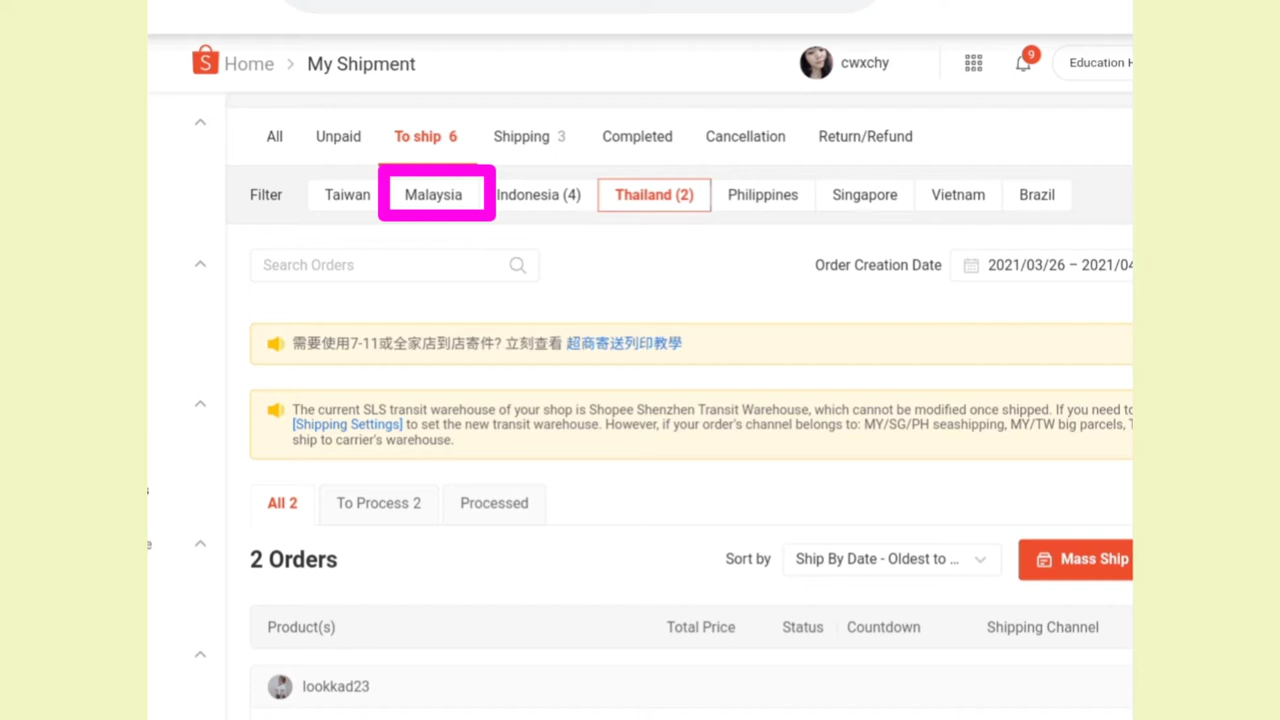 Home > My Shipment
cwxchy
9
Education H
All Unpaid To ship 6 Shipping 3 Completed Cancellation Return/Refund
Filter Taiwan Malaysia Indonesia (4) Thailand (2) Philippines Singapore Vietnam Brazil
Search Orders
Order Creation Date 2021/03/26 – 2021/04
需要使用7-11或全家店到店寄件? 立刻查看 超商寄送列印教學
The current SLS transit warehouse of your shop is Shopee Shenzhen Transit Warehouse, which cannot be modified once shipped. If you need to
[Shipping Settings] to set the new transit warehouse. However, if your order's channel belongs to: MY/SG/PH seashipping, MY/TW big parcels, T
ship to carrier's warehouse.
All 2 To Process 2 Processed
2 Orders
Sort by Ship By Date - Oldest to ... Mass Ship
Product(s) Total Price Status Countdown Shipping Channel
lookkad23